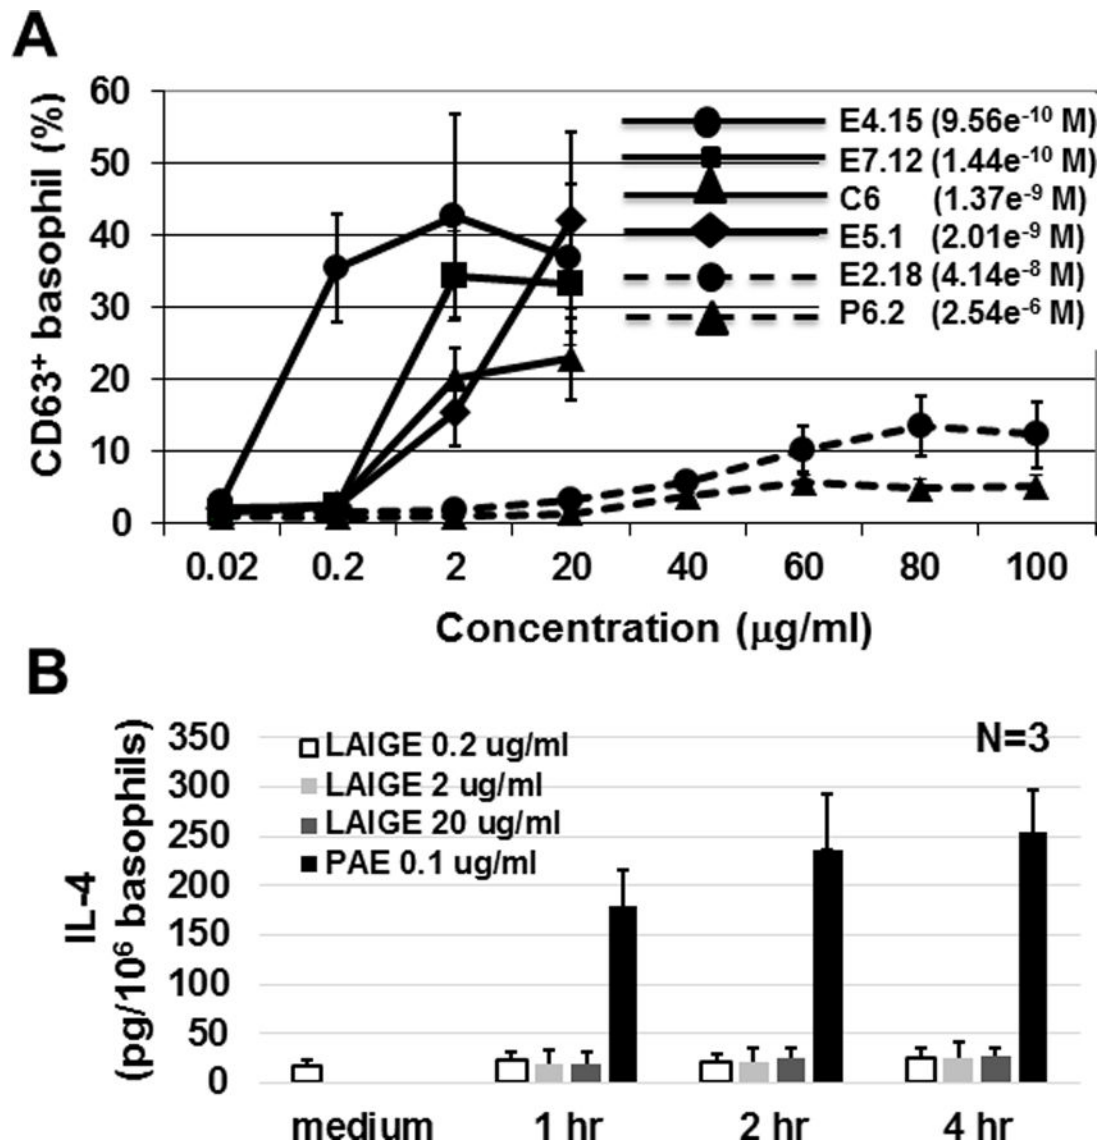 A
CD63⁺ basophil (%)
60
50
40
30
20
10
0
E4.15 (9.56e⁻¹⁰ M)
E7.12 (1.44e⁻¹⁰ M)
C6 (1.37e⁻⁹ M)
E5.1 (2.01e⁻⁹ M)
E2.18 (4.14e⁻⁸ M)
P6.2 (2.54e⁻⁶ M)
0.02 0.2 2 20 40 60 80 100
Concentration (µg/ml)
B
IL-4
(pg/10⁶ basophils)
350
300
250
200
150
100
50
0
LAIGE 0.2 ug/ml
LAIGE 2 ug/ml
LAIGE 20 ug/ml
PAE 0.1 ug/ml
N=3
medium 1 hr 2 hr 4 hr